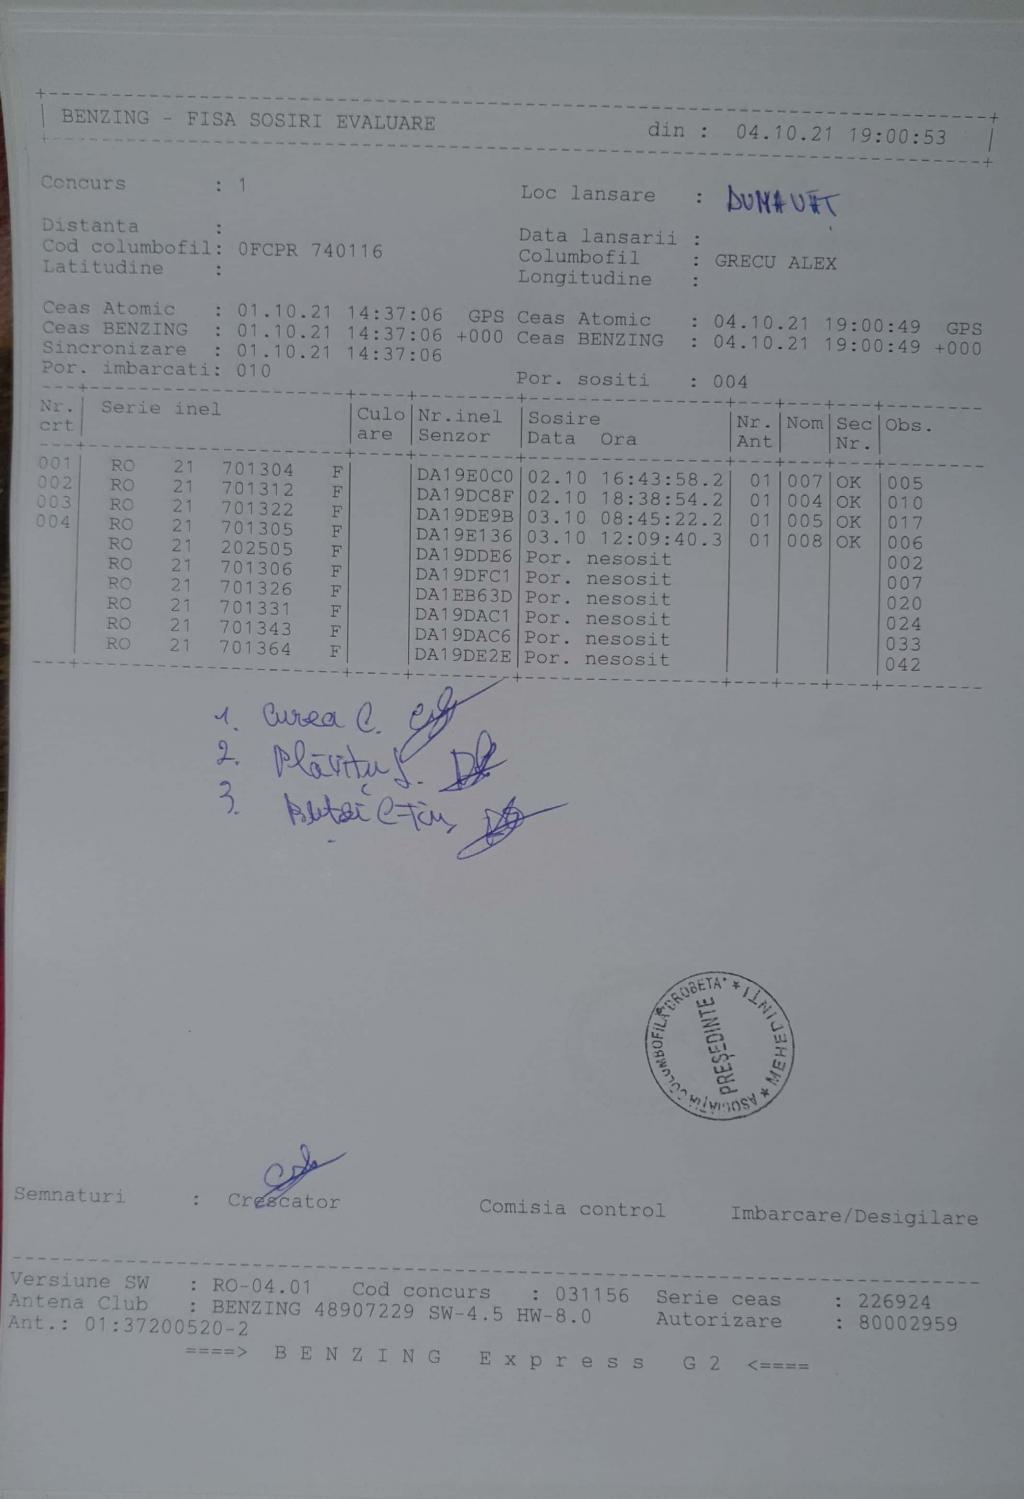 BENZING - FISA SOSIRI EVALUARE din : 04.10.21 19:00:53
Concurs : 1 Loc lansare : DUNAVĂȚ
Distanta : Data lansarii :
Cod columbofil: 0FCPR 740116 Columbofil : GRECU ALEX
Latitudine : Longitudine :
Ceas Atomic : 01.10.21 14:37:06 GPS Ceas Atomic : 04.10.21 19:00:49 GPS
Ceas BENZING : 01.10.21 14:37:06 +000 Ceas BENZING : 04.10.21 19:00:49 +000
Sincronizare : 01.10.21 14:37:06
Por. imbarcati: 010 Por. sositi : 004
Nr. Serie inel Culo Nr.inel Sosire Nr. Nom Sec Obs.
crt are Senzor Data Ora Ant Nr.
001 RO 21 701304 F DA19E0C0 02.10 16:43:58.2 01 007 OK 005
002 RO 21 701312 F DA19DC8F 02.10 18:38:54.2 01 004 OK 010
003 RO 21 701322 F DA19DE9B 03.10 08:45:22.2 01 005 OK 017
004 RO 21 701305 F DA19E136 03.10 12:09:40.3 01 008 OK 006
RO 21 202505 F DA19DDE6 Por. nesosit 002
RO 21 701306 F DA19DFC1 Por. nesosit 007
RO 21 701326 F DA1EB63D Por. nesosit 020
RO 21 701331 F DA19DAC1 Por. nesosit 024
RO 21 701343 F DA19DAC6 Por. nesosit 033
RO 21 701364 F DA19DE2E Por. nesosit 042
1. Curea C.
2. Plăvițu
3.
ASOCIAȚIA COLUMBOFILĂ "DROBETA" * MEHEDINȚI *
PREȘEDINTE
Semnaturi : Crescator Comisia control Imbarcare/Desigilare
Versiune SW : RO-04.01 Cod concurs : 031156 Serie ceas : 226924
Antena Club : BENZING 48907229 SW-4.5 HW-8.0 Autorizare : 80002959
Ant.: 01:37200520-2
====> B E N Z I N G E x p r e s s G 2 <====